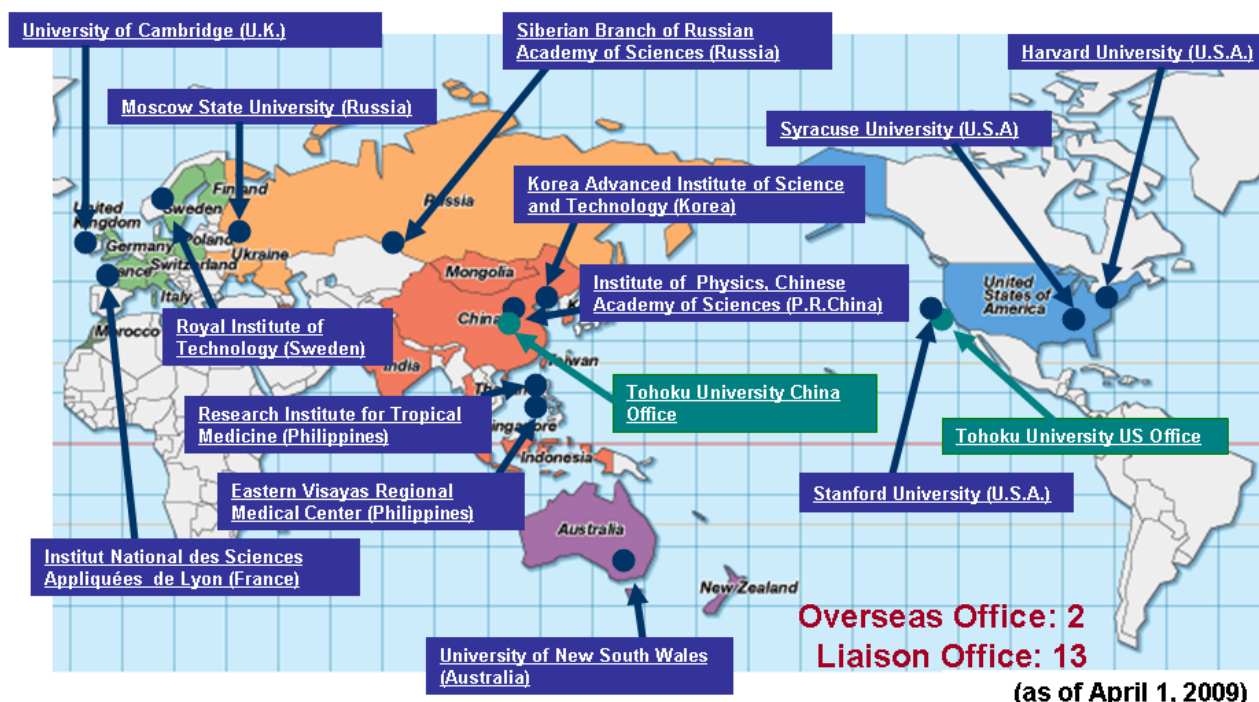 University of Cambridge (U.K.)
Siberian Branch of Russian
Academy of Sciences (Russia)
Harvard University (U.S.A.)
Moscow State University (Russia)
Syracuse University (U.S.A)
Korea Advanced Institute of Science
and Technology (Korea)
Finland
Sweden
Russia
United
Kingdom
Germany
Poland
Ukraine
Switzerland
Italy
Mongolia
Institute of Physics, Chinese
Academy of Sciences (P.R.China)
United
States of
America
China
Morocco
Royal Institute of
Technology (Sweden)
India
Taiwan
Tohoku University China
Office
Research Institute for Tropical
Medicine (Philippines)
Tohoku University US Office
Indonesia
Eastern Visayas Regional
Medical Center (Philippines)
Stanford University (U.S.A.)
Australia
Institut National des Sciences
Appliquées de Lyon (France)
New Zealand
Overseas Office: 2
Liaison Office: 13
University of New South Wales
(Australia)
(as of April 1, 2009)